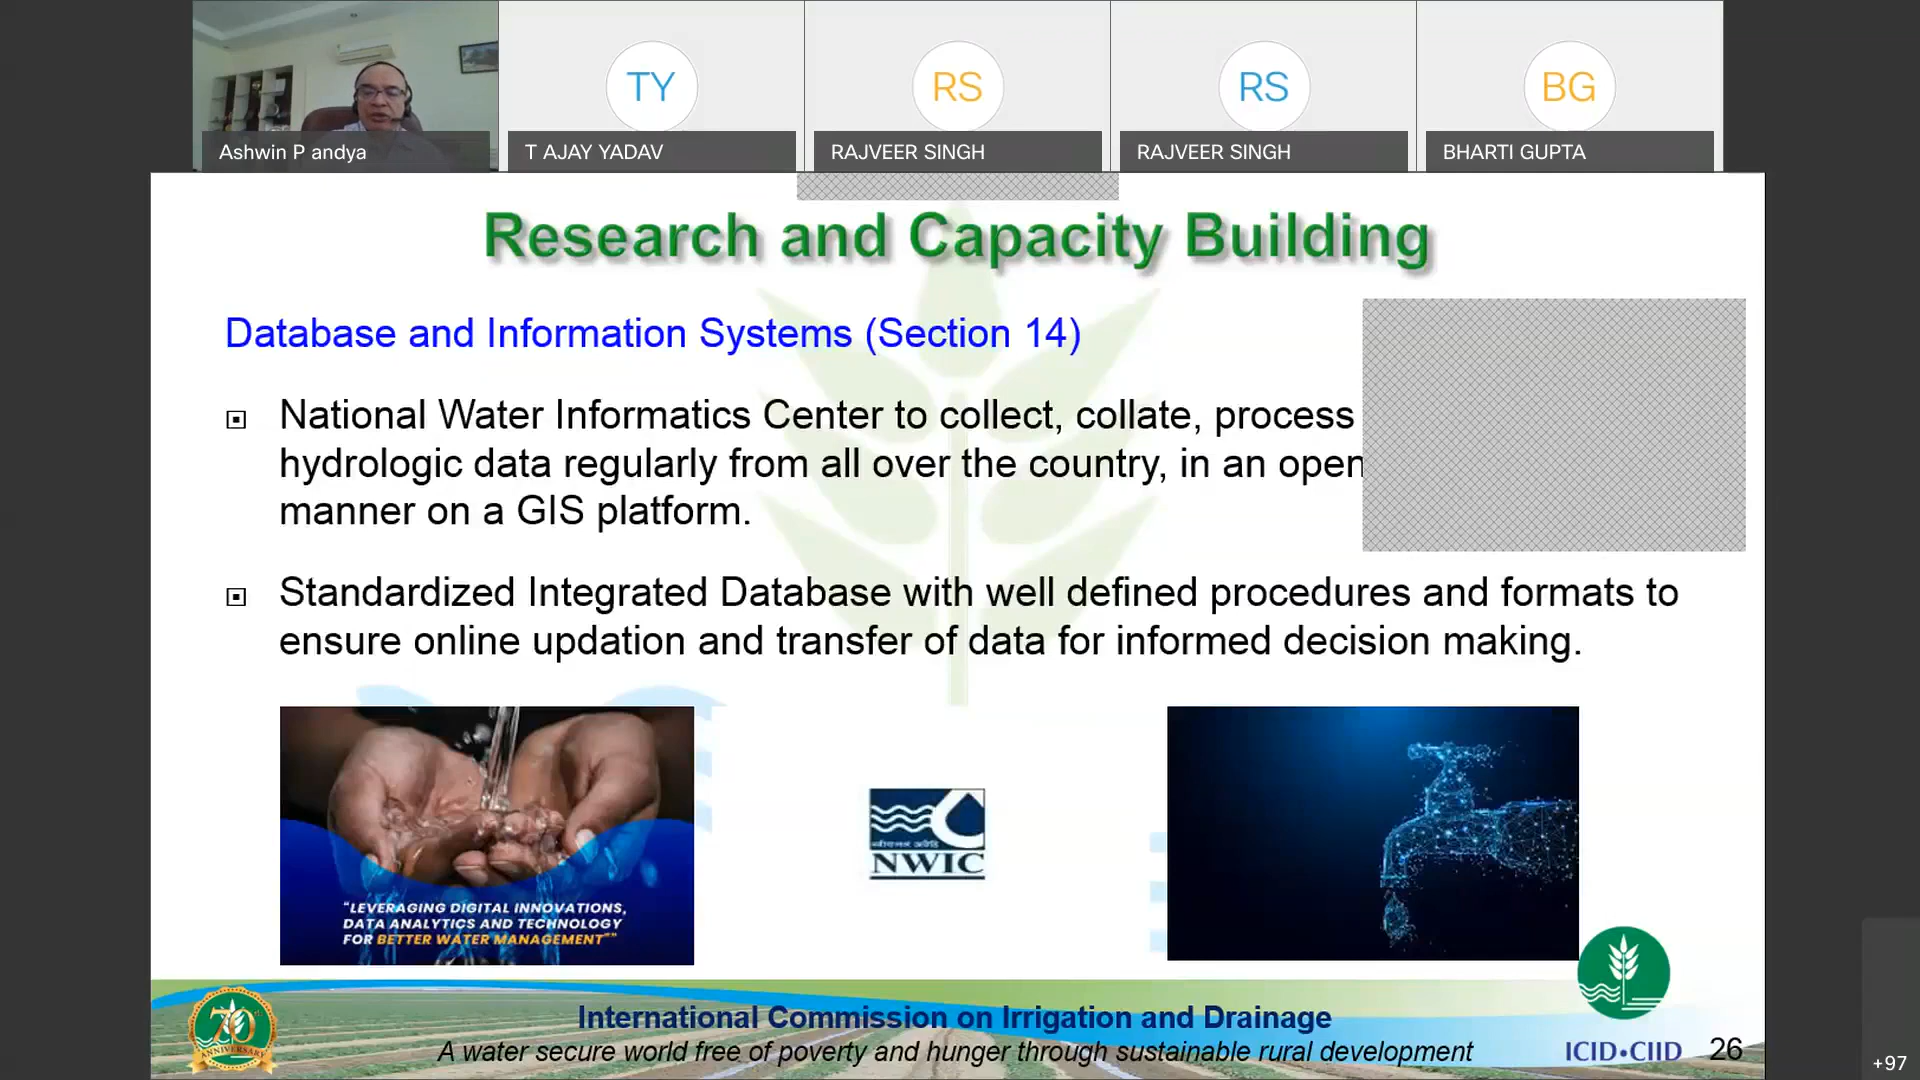 TY
RS
RS
BG
Ashwin P andya
T AJAY YADAV
RAJVEER SINGH
RAJVEER SINGH
BHARTI GUPTA
Research and Capacity Building
Database and Information Systems (Section 14)
National Water Informatics Center to collect, collate, process
hydrologic data regularly from all over the country, in an open
manner on a GIS platform.
Standardized Integrated Database with well defined procedures and formats to
ensure online updation and transfer of data for informed decision making.
"LEVERAGING DIGITAL INNOVATIONS,
DATA ANALYTICS AND TECHNOLOGY
FOR BETTER WATER MANAGEMENT""
NWIC
70
ANNIVERSARY
International Commission on Irrigation and Drainage
A water secure world free of poverty and hunger through sustainable rural development
ICID•CIID
26
+97